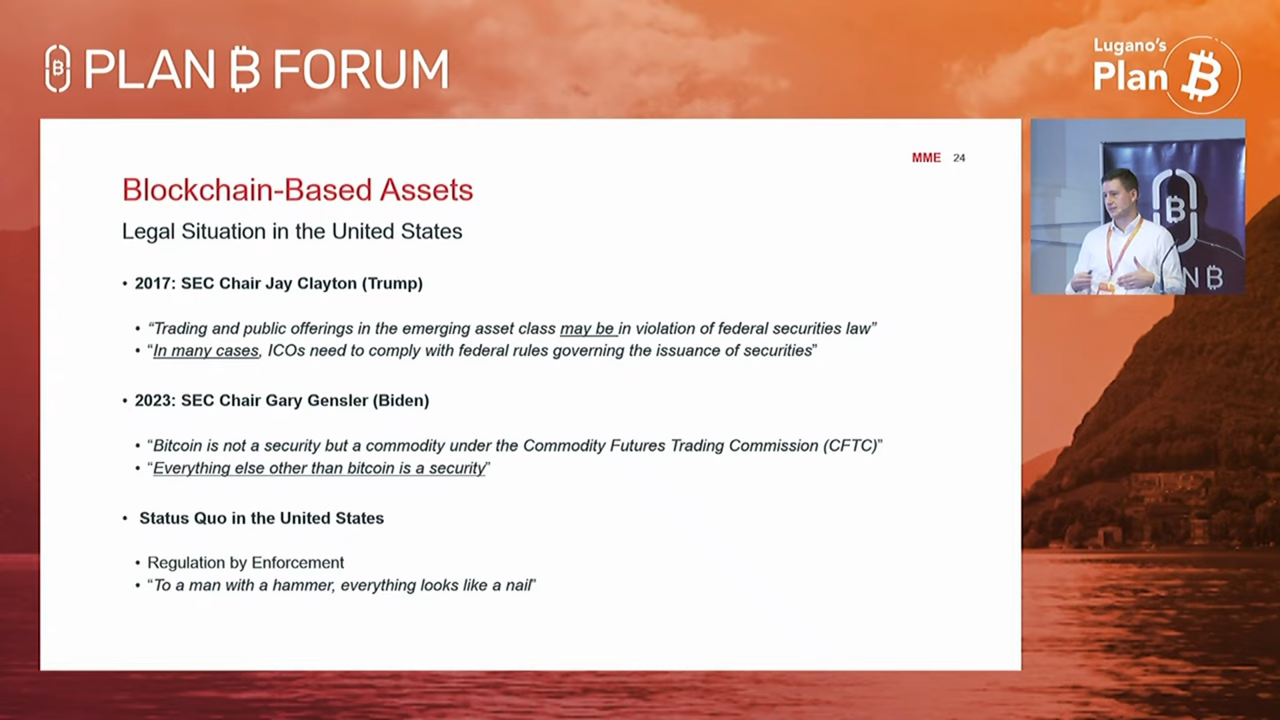 PLAN ₿ FORUM
Lugano's
Plan ₿
MME 24
Blockchain-Based Assets
Legal Situation in the United States
• 2017: SEC Chair Jay Clayton (Trump)
• “Trading and public offerings in the emerging asset class may be in violation of federal securities law”
• “In many cases, ICOs need to comply with federal rules governing the issuance of securities”
• 2023: SEC Chair Gary Gensler (Biden)
• “Bitcoin is not a security but a commodity under the Commodity Futures Trading Commission (CFTC)”
• “Everything else other than bitcoin is a security”
• Status Quo in the United States
• Regulation by Enforcement
• “To a man with a hammer, everything looks like a nail”
N ₿